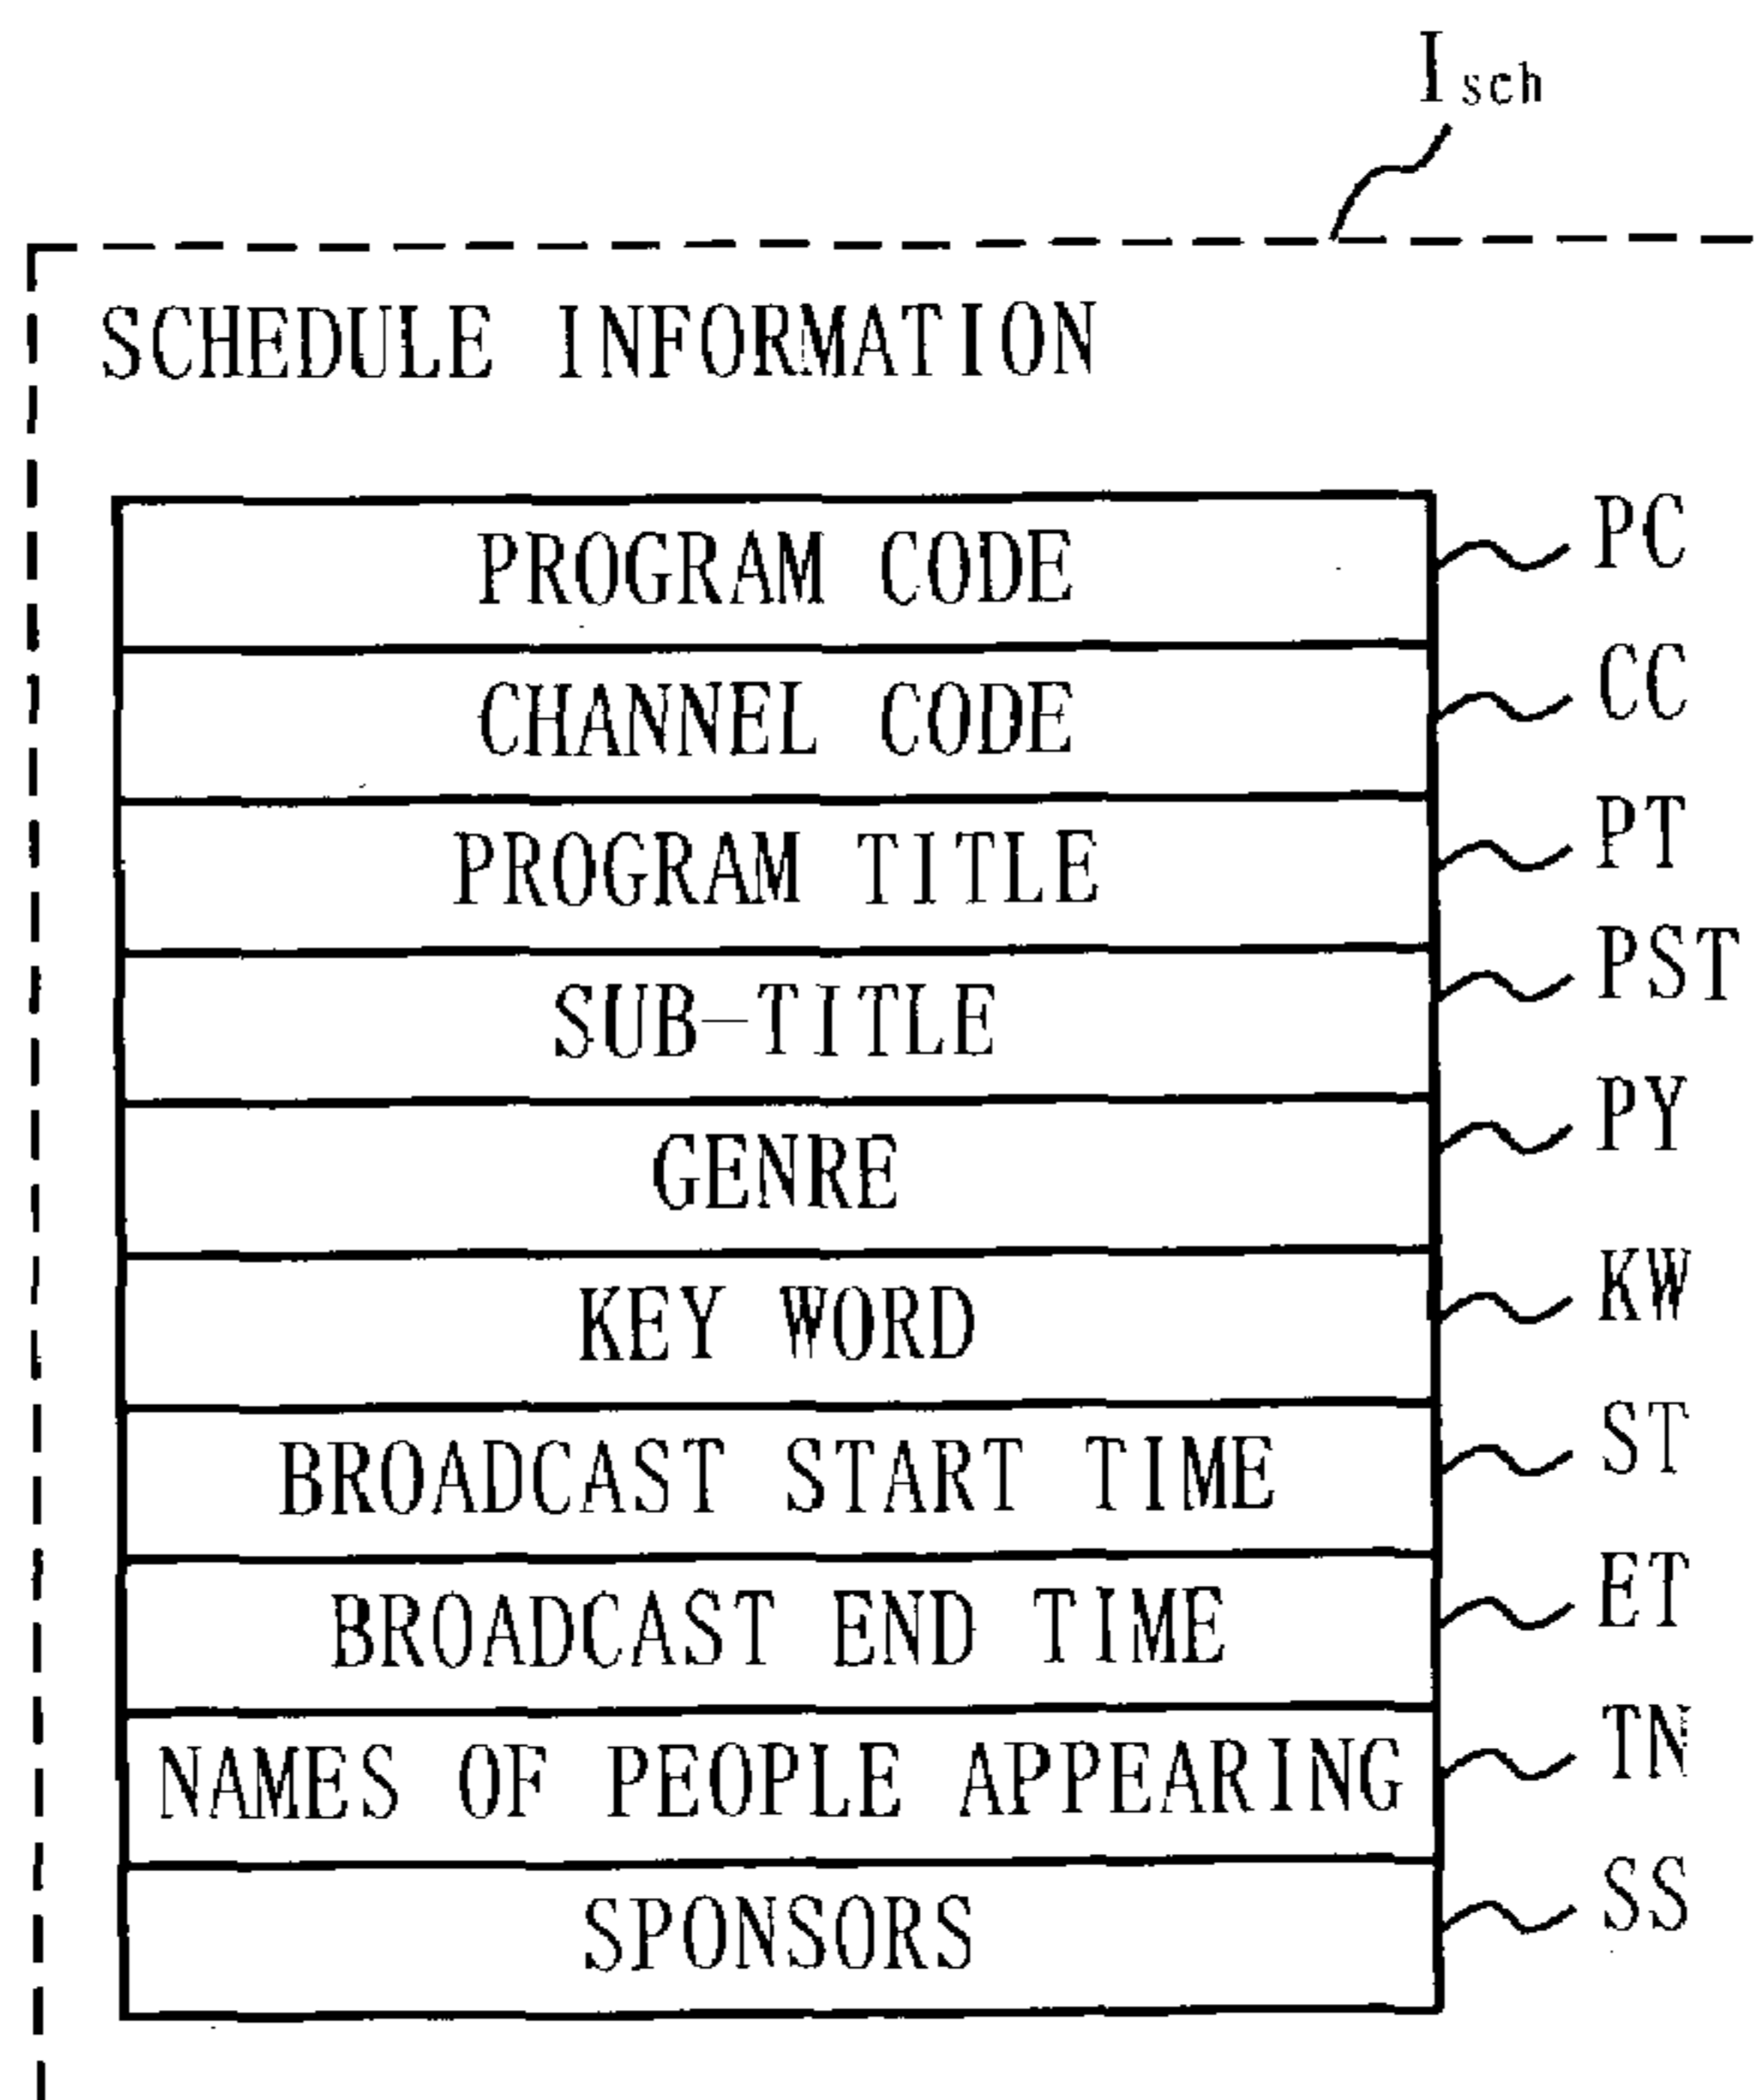 Isch
SCHEDULE INFORMATION
PROGRAM CODE PC
CHANNEL CODE CC
PROGRAM TITLE PT
SUB-TITLE PST
GENRE PY
KEY WORD KW
BROADCAST START TIME ST
BROADCAST END TIME ET
NAMES OF PEOPLE APPEARING TN
SPONSORS SS